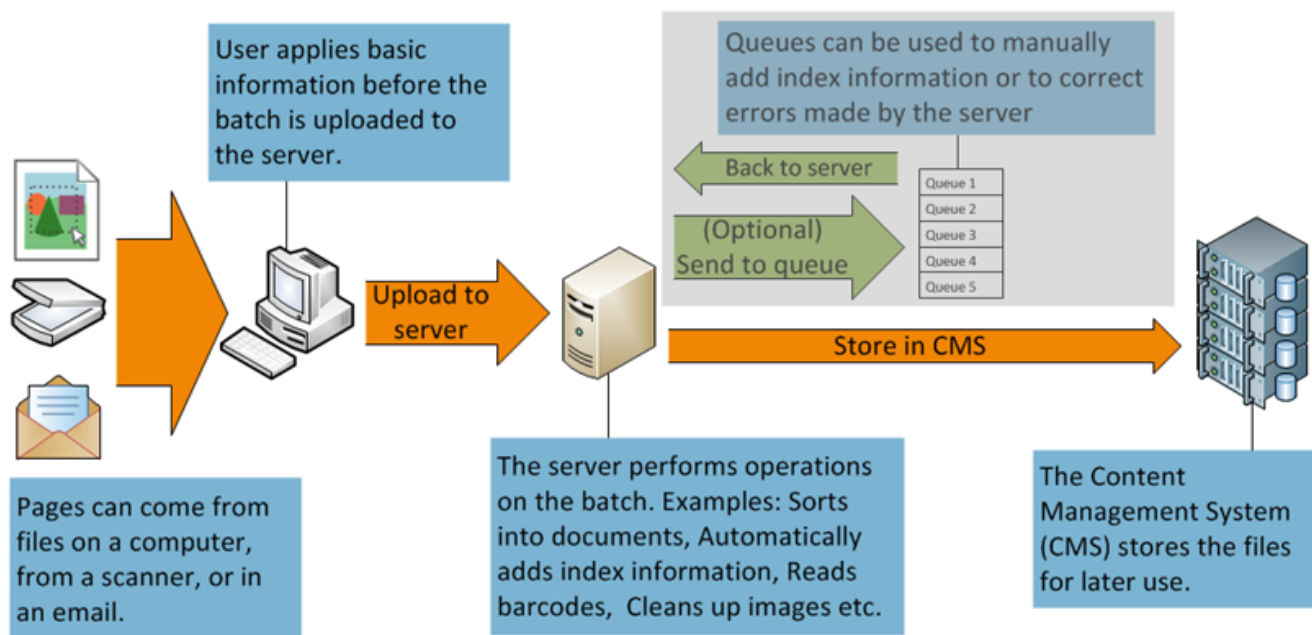 User applies basic
information before the
batch is uploaded to
the server.
Queues can be used to manually
add index information or to correct
errors made by the server
Back to server
Queue 1
Queue 2
Queue 3
Queue 4
Queue 5
(Optional)
Send to queue
Upload to
server
Store in CMS
Pages can come from
files on a computer,
from a scanner, or in
an email.
The server performs operations
on the batch. Examples: Sorts
into documents, Automatically
adds index information, Reads
barcodes,  Cleans up images etc.
The Content
Management System
(CMS) stores the files
for later use.